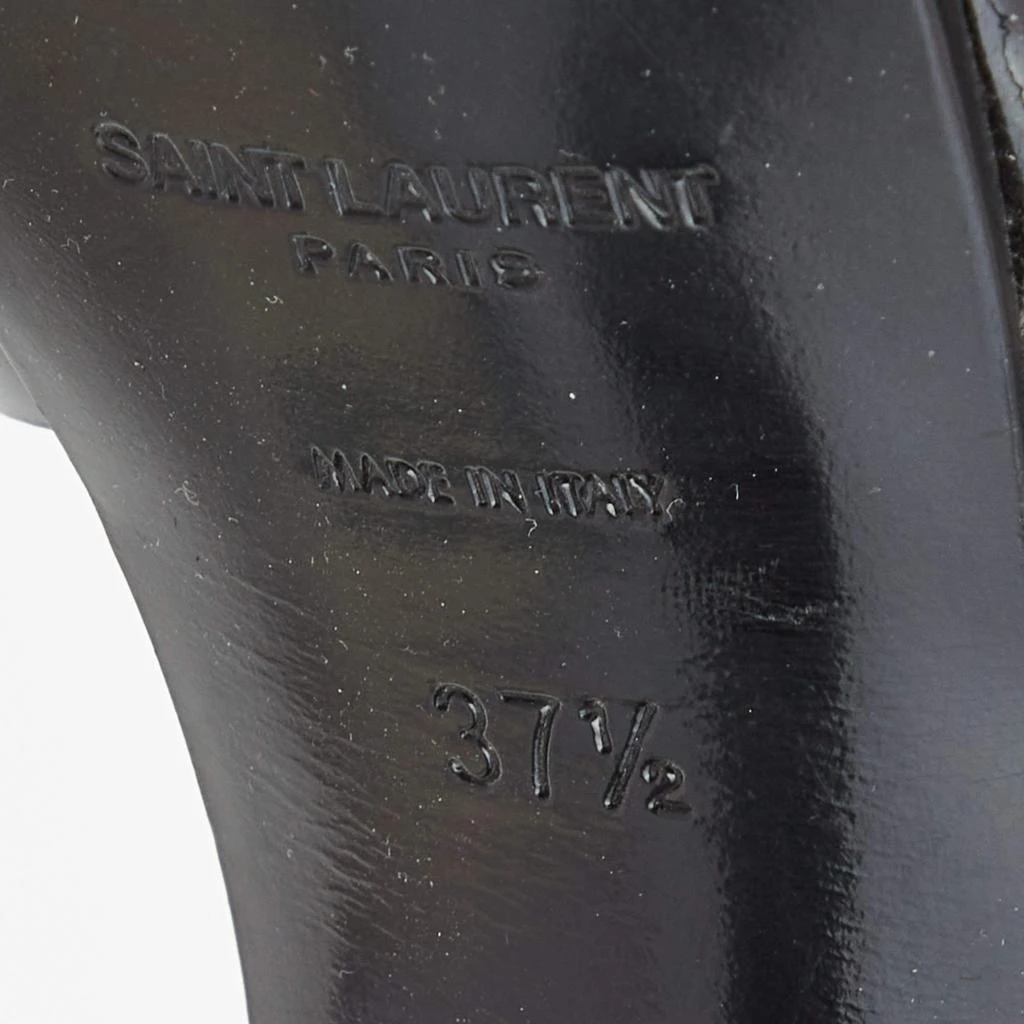 SAINT LAURENT
PARIS
MADE IN ITALY
37½